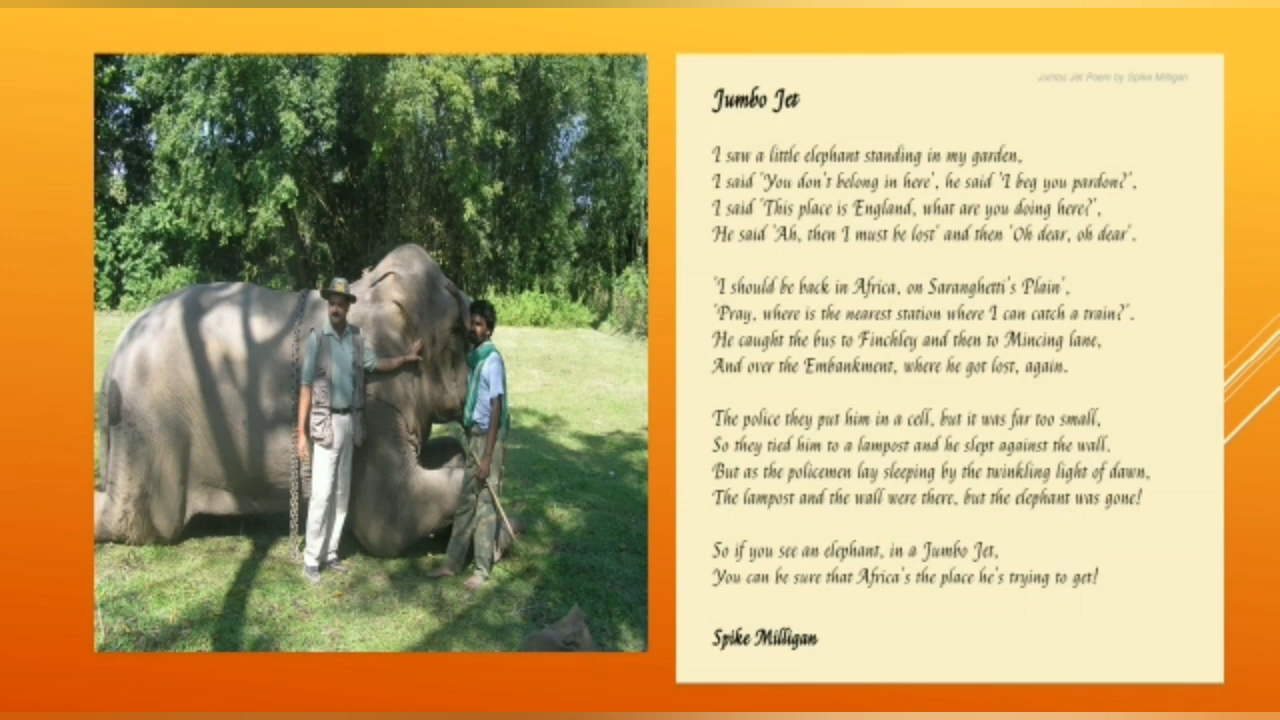 Jumbo Jet Poem by Spike Milligan
Jumbo Jet
I saw a little elephant standing in my garden,
I said 'You don't belong in here', he said 'I beg you pardon?',
I said 'This place is England, what are you doing here?',
He said 'Ah, then I must be lost' and then 'Oh dear, oh dear'.
'I should be back in Africa, on Saranghetti's Plain',
'Pray, where is the nearest station where I can catch a train?'.
He caught the bus to Finchley and then to Mincing lane,
And over the Embankment, where he got lost, again.
The police they put him in a cell, but it was far too small,
So they tied him to a lampost and he slept against the wall.
But as the policemen lay sleeping by the twinkling light of dawn,
The lampost and the wall were there, but the elephant was gone!
So if you see an elephant, in a Jumbo Jet,
You can be sure that Africa's the place he's trying to get!
Spike Milligan